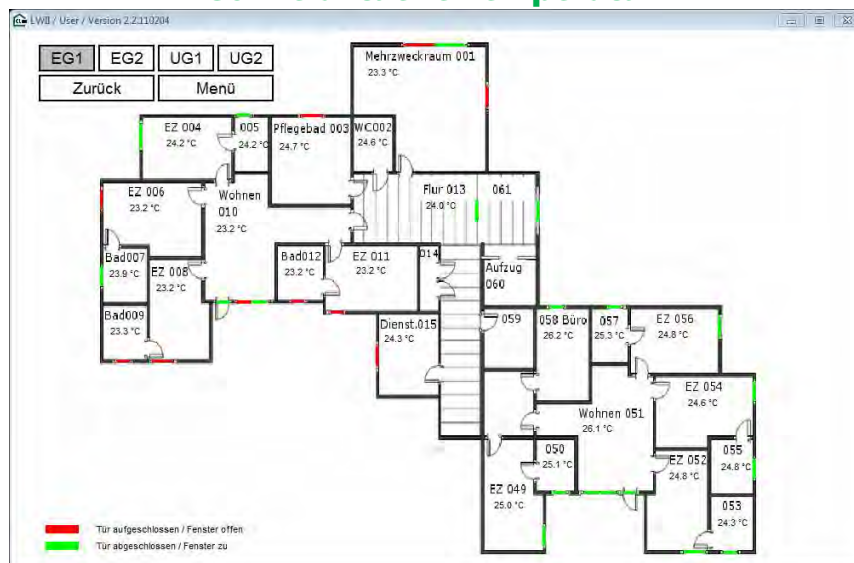 LWB / User / Version 2.2.110204
EG1 EG2 UG1 UG2
Zurück Menü
Mehrzweckraum 001
23.3 °C
EZ 004
24.2 °C
005
24.2 °C
Pflegebad 003
24.7 °C
WC002
24.6 °C
EZ 006
23.2 °C
Wohnen
010
23.2 °C
Flur 013
24.0 °C
061
Bad007
23.9 °C
EZ 008
23.2 °C
Bad012
23.2 °C
EZ 011
23.2 °C
014
Aufzug
060
Bad009
23.3 °C
Dienst.015
24.3 °C
059
058 Büro
26.2 °C
057
25.3 °C
EZ 056
24.8 °C
EZ 054
24.6 °C
Wohnen 051
26.1 °C
050
25.1 °C
EZ 052
24.8 °C
055
24.8 °C
EZ 049
25.0 °C
053
24.3 °C
Tür aufgeschlossen / Fenster offen
Tür abgeschlossen / Fenster zu